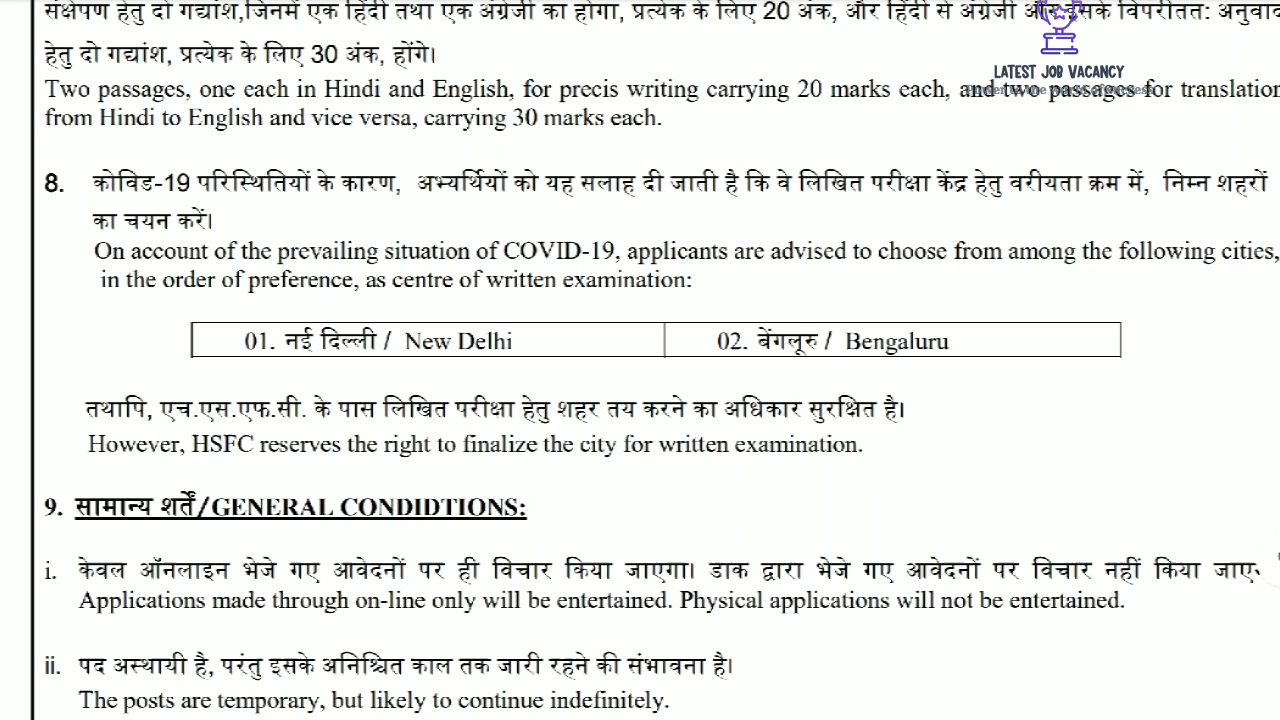 संक्षेपण हेतु दो गद्यांश,जिनमें एक हिंदी तथा एक अंग्रेजी का होगा, प्रत्येक के लिए 20 अंक, और हिंदी से अंग्रेजी और इसके विपरीतत: अनुवाद
हेतु दो गद्यांश, प्रत्येक के लिए 30 अंक, होंगे।
LATEST JOB VACANCY
Two passages, one each in Hindi and English, for precis writing carrying 20 marks each, and two passages for translation
from Hindi to English and vice versa, carrying 30 marks each.
8. कोविड-19 परिस्थितियों के कारण, अभ्यर्थियों को यह सलाह दी जाती है कि वे लिखित परीक्षा केंद्र हेतु वरीयता क्रम में, निम्न शहरों
का चयन करें।
On account of the prevailing situation of COVID-19, applicants are advised to choose from among the following cities,
in the order of preference, as centre of written examination:
01. नई दिल्ली / New Delhi 02. बेंगलूरु / Bengaluru
तथापि, एच.एस.एफ.सी. के पास लिखित परीक्षा हेतु शहर तय करने का अधिकार सुरक्षित है।
However, HSFC reserves the right to finalize the city for written examination.
9. सामान्य शर्तें/GENERAL CONDIDTIONS:
i. केवल ऑनलाइन भेजे गए आवेदनों पर ही विचार किया जाएगा। डाक द्वारा भेजे गए आवेदनों पर विचार नहीं किया
Applications made through on-line only will be entertained. Physical applications will not be entertained.
ii. पद अस्थायी है, परंतु इसके अनिश्चित काल तक जारी रहने की संभावना है।
The posts are temporary, but likely to continue indefinitely.